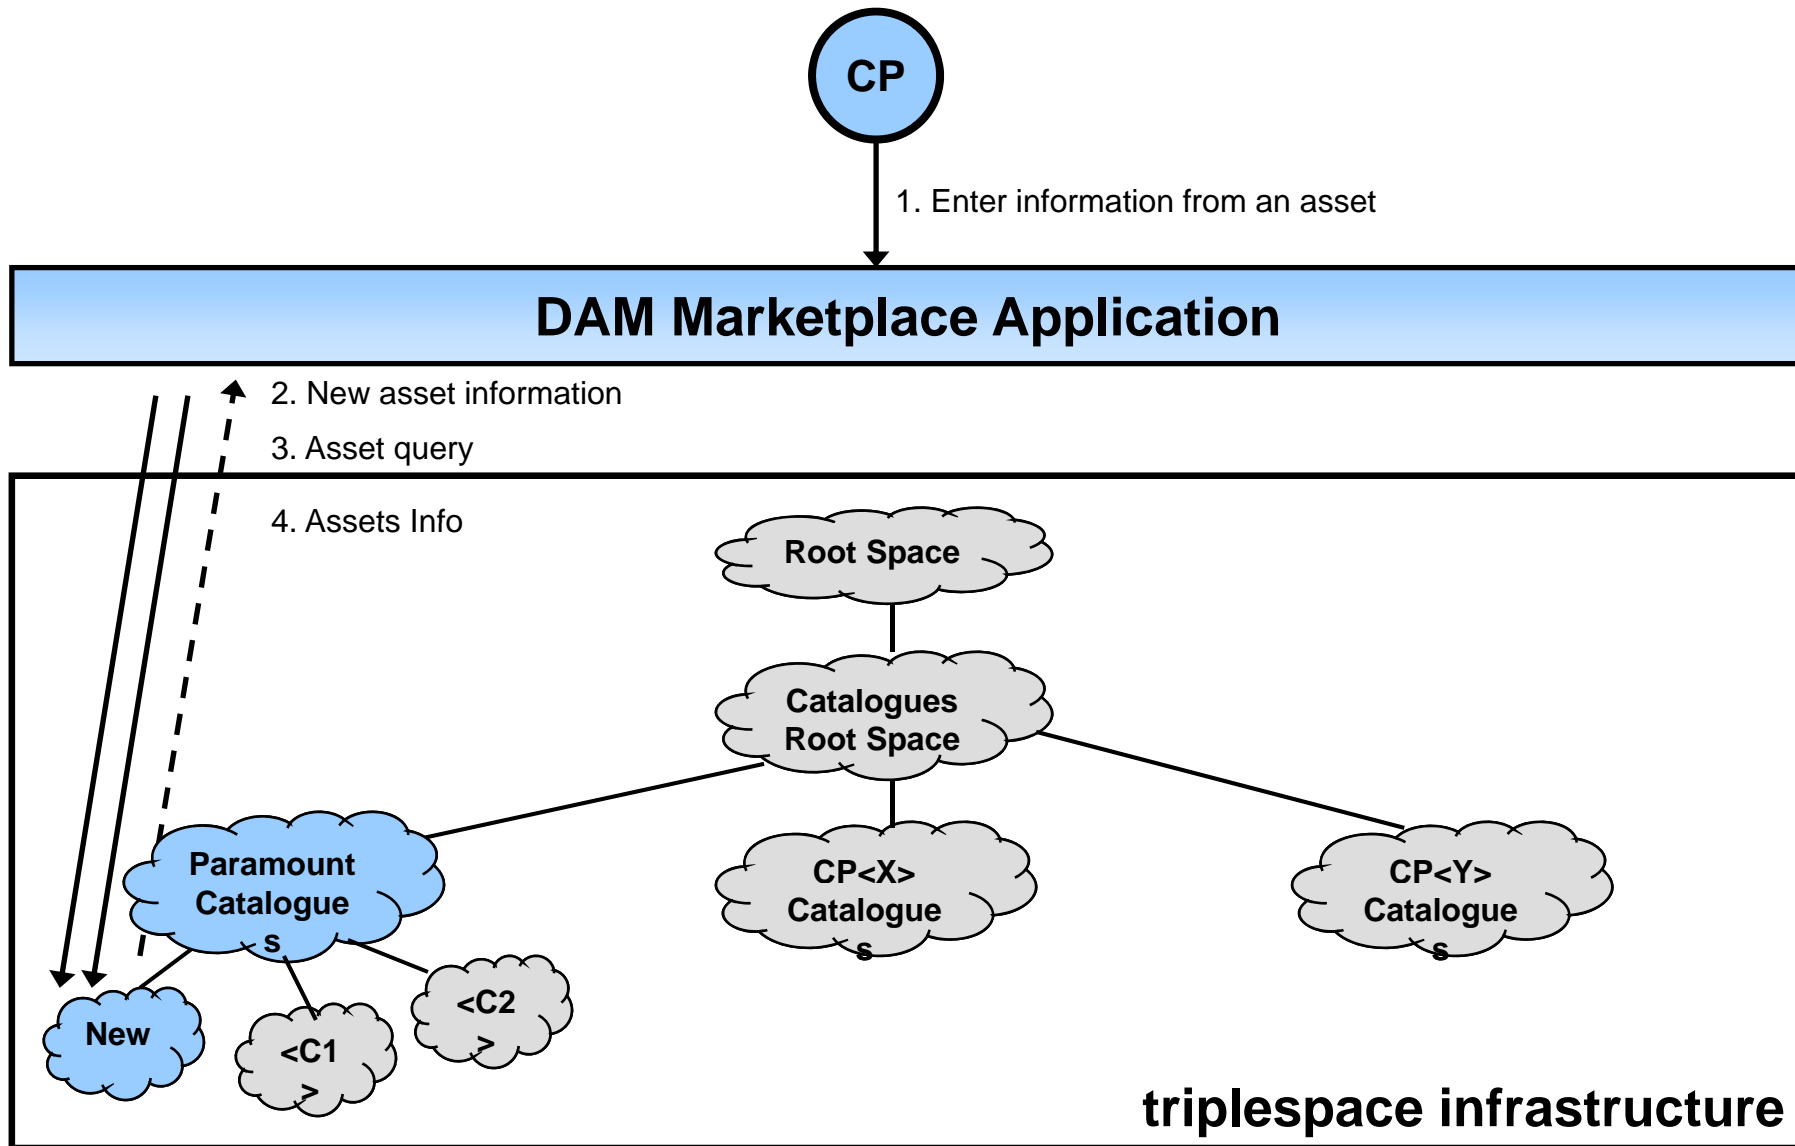 CP
1. Enter information from an asset
DAM Marketplace Application
2. New asset information
3. Asset query
4. Assets Info
Root Space
Catalogues
Root Space
Paramount
Catalogue
s
CP<X>
Catalogue
s
CP<Y>
Catalogue
s
New
<C1
>
<C2
>
triplespace infrastructure